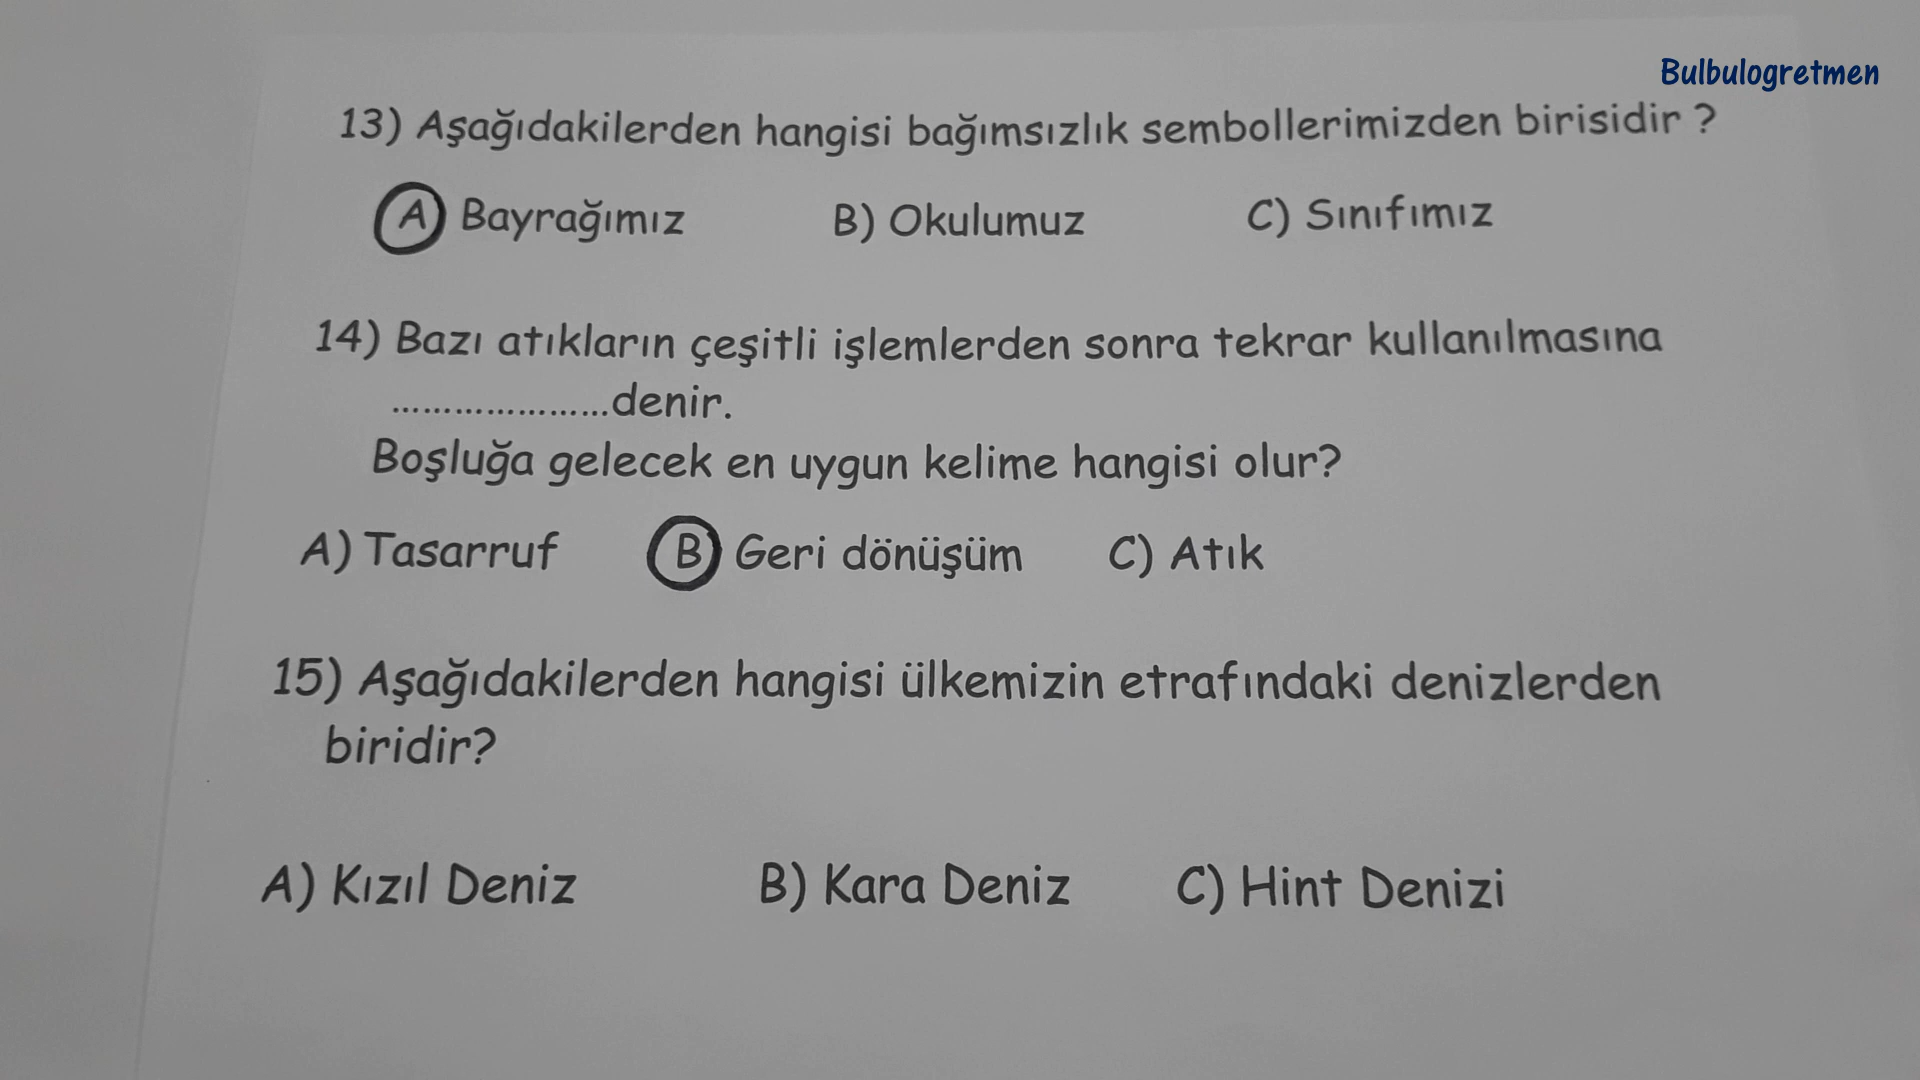 Bulbulogretmen
13) Aşağıdakilerden hangisi bağımsızlık sembollerimizden birisidir ?
A) Bayrağımız B) Okulumuz C) Sınıfımız
14) Bazı atıkların çeşitli işlemlerden sonra tekrar kullanılmasına
.....................denir.
Boşluğa gelecek en uygun kelime hangisi olur?
A) Tasarruf B) Geri dönüşüm C) Atık
15) Aşağıdakilerden hangisi ülkemizin etrafındaki denizlerden
biridir?
A) Kızıl Deniz B) Kara Deniz C) Hint Denizi